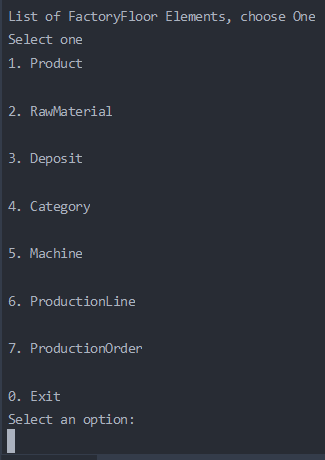 List of FactoryFloor Elements, choose One
Select one
1. Product
2. RawMaterial
3. Deposit
4. Category
5. Machine
6. ProductionLine
7. ProductionOrder
0. Exit
Select an option: